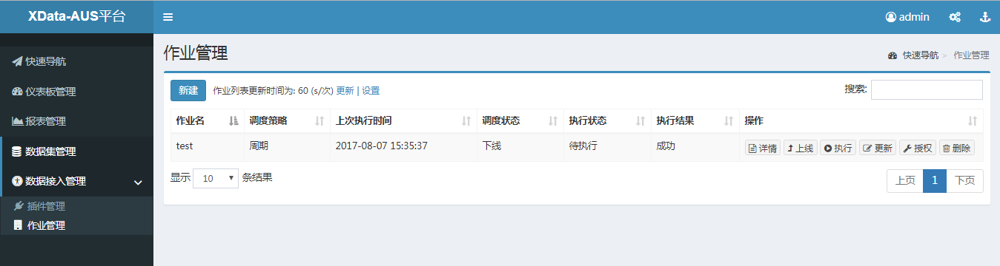 XData-AUS平台
admin
快速导航
仪表板管理
报表管理
数据集管理
数据接入管理
插件管理
作业管理
作业管理
快速导航 > 作业管理
新建 作业列表更新时间为: 60 (s/次) 更新 | 设置
搜索:
作业名 调度策略 上次执行时间 调度状态 执行状态 执行结果 操作
test 周期 2017-08-07 15:35:37 下线 待执行 成功 详情 上线 执行 更新 授权 删除
显示 10 条结果
上页 1 下页